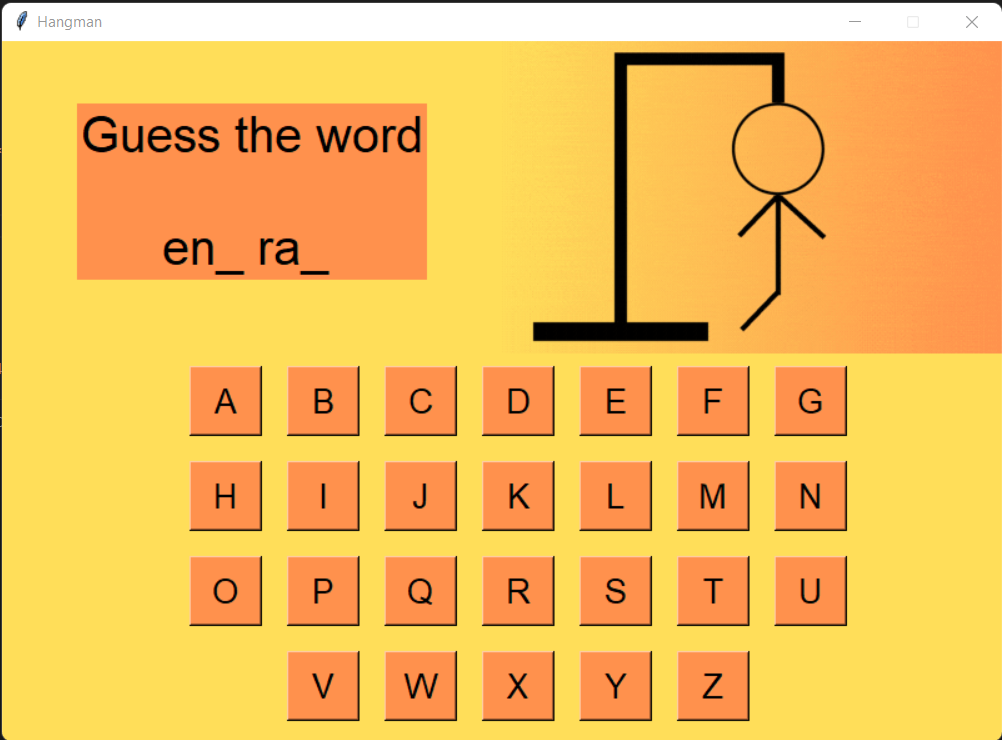 Hangman
Guess the word
en_ ra_
A B C D E F G
H I J K L M N
O P Q R S T U
V W X Y Z